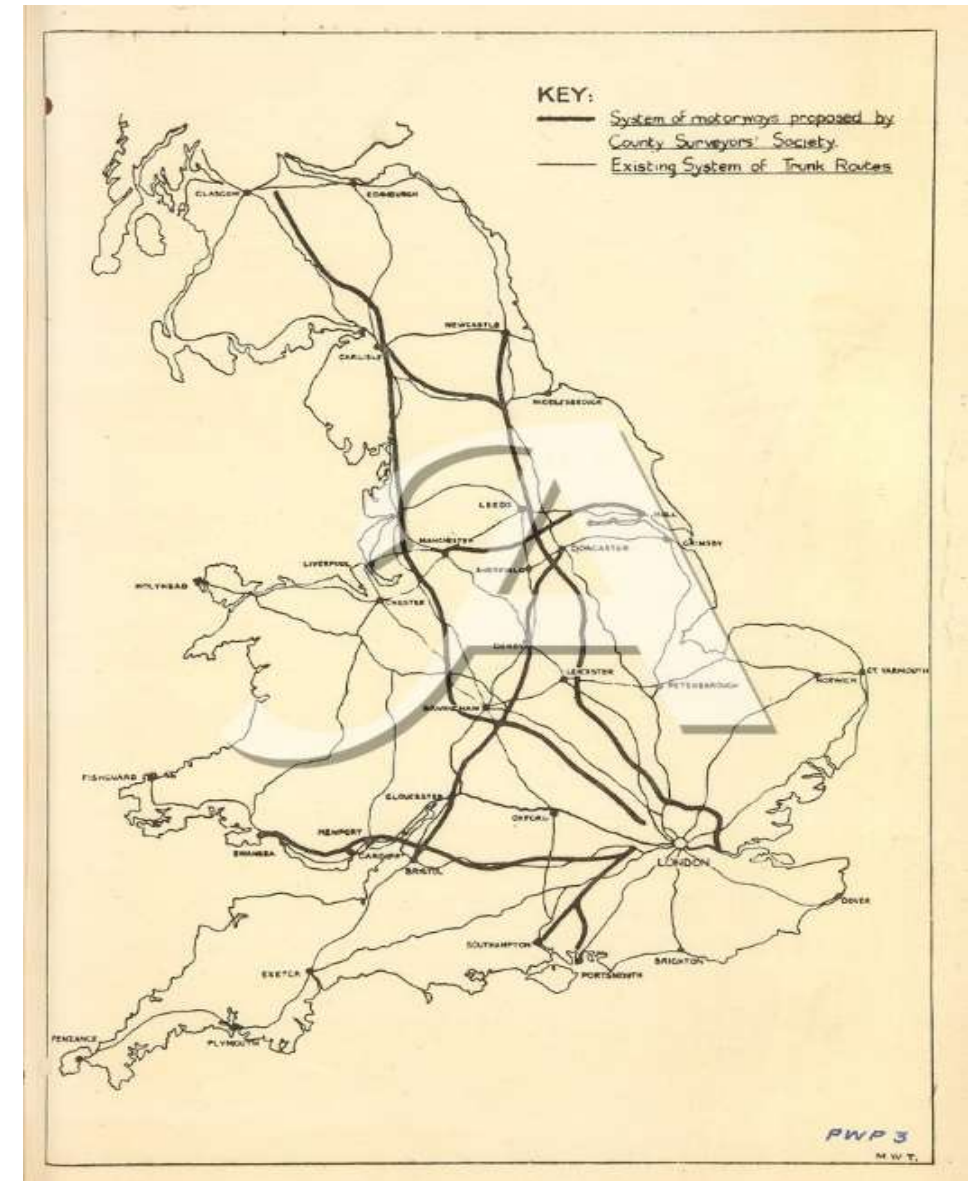 KEY:
System of motorways proposed by
County Surveyors' Society.
Existing System of Trunk Routes
GLASGOW
EDINBURGH
NEWCASTLE
CARLISLE
MIDDLESBROUGH
LEEDS
HULL
MANCHESTER
GRIMSBY
DONCASTER
LIVERPOOL
SHEFFIELD
HOLYHEAD
CHESTER
DERBY
LEICESTER
GT. YARMOUTH
NORWICH
PETERBOROUGH
BIRMINGHAM
FISHGUARD
GLOUCESTER
OXFORD
NEWPORT
SWANSEA
CARDIFF
BRISTOL
LONDON
DOVER
SOUTHAMPTON
BRIGHTON
PORTSMOUTH
EXETER
PENZANCE
PLYMOUTH
PWP 3
M.W.T.